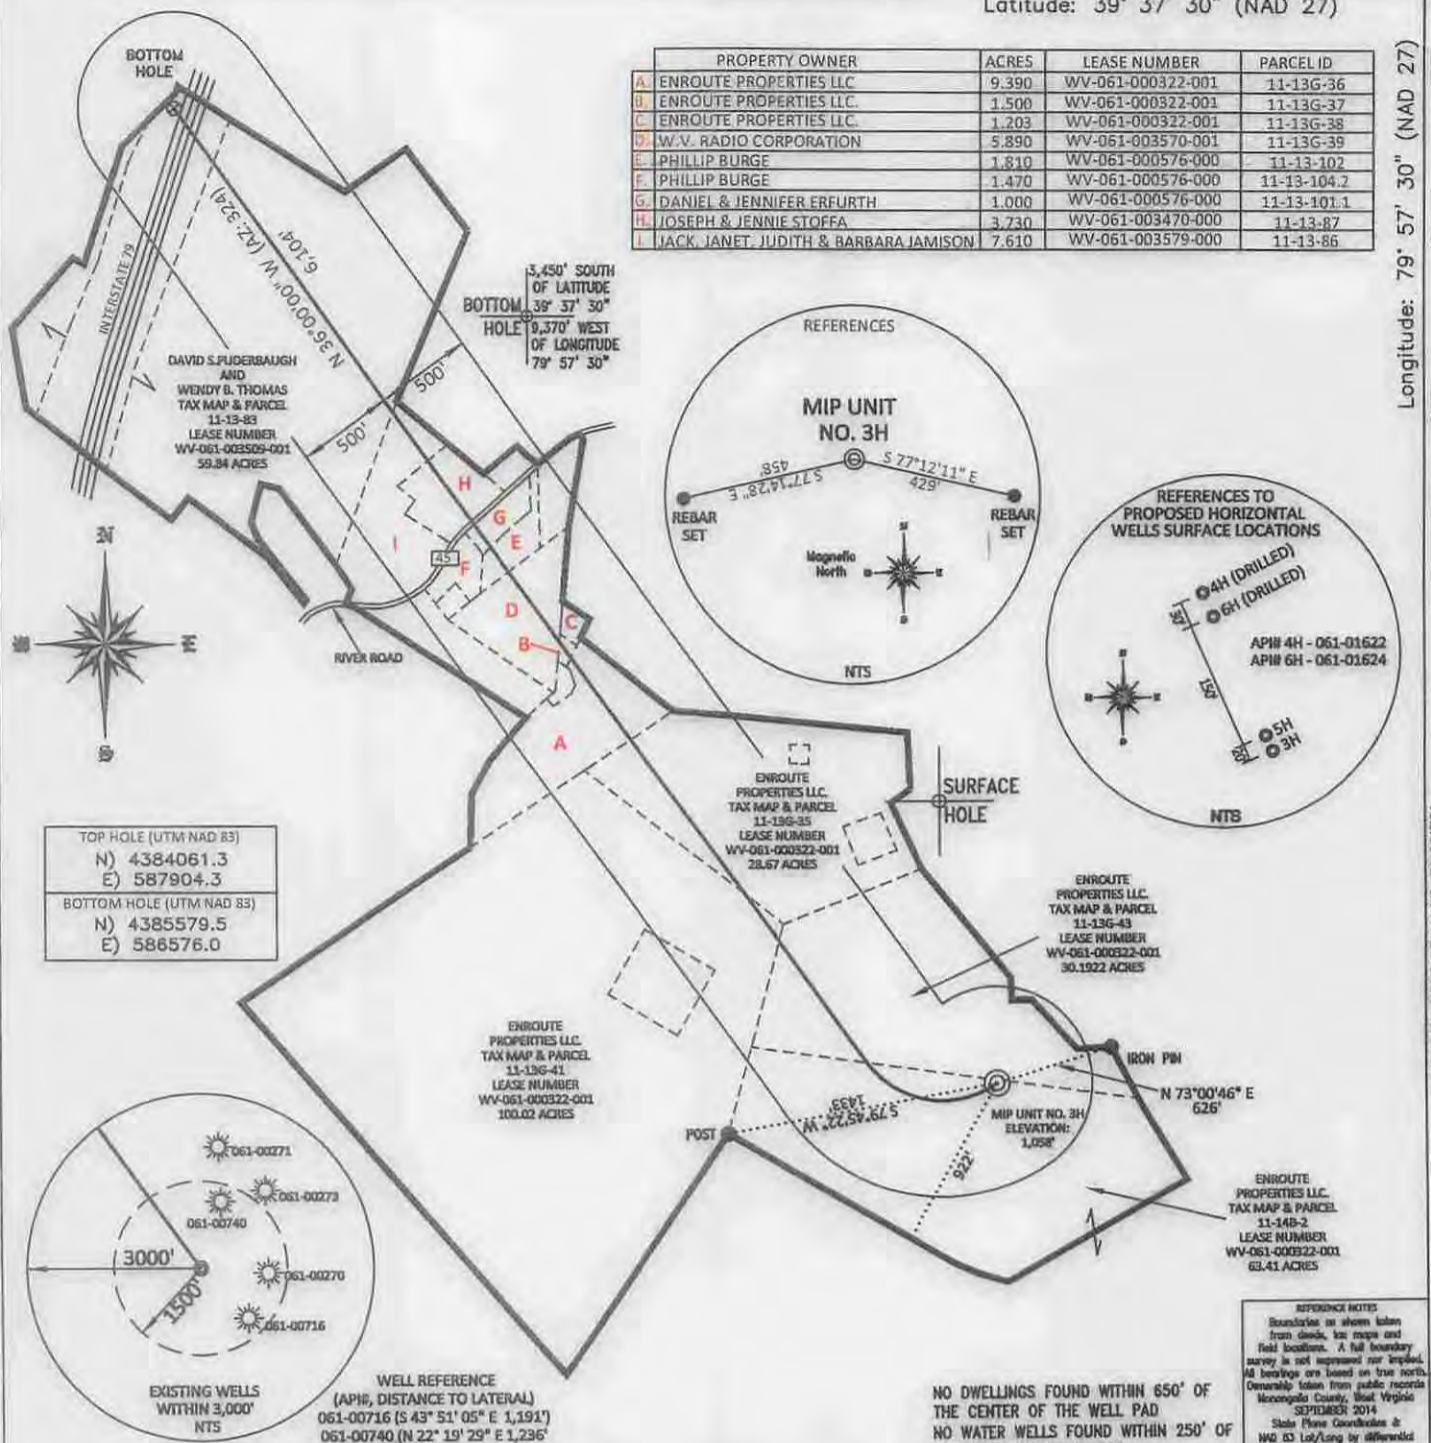 Latitude: 39° 37' 30" (NAD 27)
Longitude: 79° 57' 30" (NAD 27)
PROPERTY OWNER ACRES LEASE NUMBER PARCEL ID
A. ENROUTE PROPERTIES LLC 9.390 WV-061-000322-001 11-13G-36
B. ENROUTE PROPERTIES LLC. 1.500 WV-061-000322-001 11-13G-37
C. ENROUTE PROPERTIES LLC. 1.203 WV-061-000322-001 11-13G-38
D. W.V. RADIO CORPORATION 5.890 WV-061-003570-001 11-13G-39
E. PHILLIP BURGE 1.810 WV-061-000576-000 11-13-102
F. PHILLIP BURGE 1.470 WV-061-000576-000 11-13-104.2
G. DANIEL & JENNIFER ERFURTH 1.000 WV-061-000576-000 11-13-101.1
H. JOSEPH & JENNIE STOFFA 3.730 WV-061-003470-000 11-13-87
I. JACK, JANET, JUDITH & BARBARA JAMISON 7.610 WV-061-003579-000 11-13-86
BOTTOM
HOLE
INTERSTATE 79
N 36°00'00" W (AZ: 324)
6,104'
BOTTOM
HOLE
3,450' SOUTH
OF LATITUDE
39° 37' 30"
9,370' WEST
OF LONGITUDE
79° 57' 30"
DAVID S.PUDERBAUGH
AND
WENDY B. THOMAS
TAX MAP & PARCEL
11-13-83
LEASE NUMBER
WV-061-003509-001
59.84 ACRES
500'
500'
H
G
E
I
45
F
D
C
B
A
RIVER ROAD
N
E
S
REFERENCES
MIP UNIT
NO. 3H
S 77°14'28" E
458
S 77°12'11" E
429'
REBAR
SET
REBAR
SET
Magnetic
North
NTS
REFERENCES TO
PROPOSED HORIZONTAL
WELLS SURFACE LOCATIONS
4H (DRILLED)
6H (DRILLED)
API# 4H - 061-01622
API# 6H - 061-01624
150'
20'
5H
3H
NTS
SURFACE
HOLE
ENROUTE
PROPERTIES LLC.
TAX MAP & PARCEL
11-13G-35
LEASE NUMBER
WV-061-000322-001
28.67 ACRES
TOP HOLE (UTM NAD 83)
N) 4384061.3
E) 587904.3
BOTTOM HOLE (UTM NAD 83)
N) 4385579.5
E) 586576.0
ENROUTE
PROPERTIES LLC.
TAX MAP & PARCEL
11-13G-43
LEASE NUMBER
WV-061-000322-001
30.1922 ACRES
ENROUTE
PROPERTIES LLC.
TAX MAP & PARCEL
11-13G-41
LEASE NUMBER
WV-061-000322-001
100.02 ACRES
IRON PIN
N 73°00'46" E
626'
MIP UNIT NO. 3H
ELEVATION:
1,058'
S 79°45'22" W
1433'
POST
922'
ENROUTE
PROPERTIES LLC.
TAX MAP & PARCEL
11-14B-2
LEASE NUMBER
WV-061-000322-001
63.41 ACRES
061-00271
061-00273
061-00740
3000'
061-00270
1500'
061-00716
EXISTING WELLS
WITHIN 3,000'
NTS
WELL REFERENCE
(API#, DISTANCE TO LATERAL)
061-00716 (S 43° 51' 05" E 1,191')
061-00740 (N 22° 19' 29" E 1,236'
NO DWELLINGS FOUND WITHIN 650' OF
THE CENTER OF THE WELL PAD
NO WATER WELLS FOUND WITHIN 250' OF
REFERENCE NOTES
Boundaries as shown taken
from deeds, tax maps and
field locations. A full boundary
survey is not expressed nor implied.
All bearings are based on true north.
Ownership taken from public records
Monongalia County, West Virginia
SEPTEMBER 2014
State Plane Coordinates &
NAD 83 Lat/Long by differential